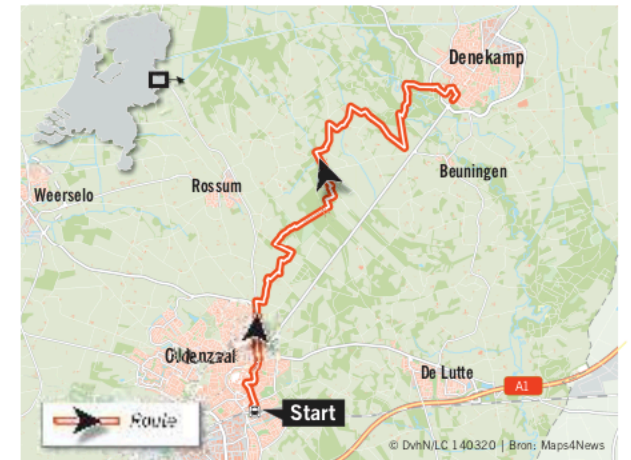 Denekamp
Beuningen
Rossum
Weerselo
Oldenzaal
De Lutte
A1
Start
Route
© DvhN/LC 140320 | Bron: Maps4News